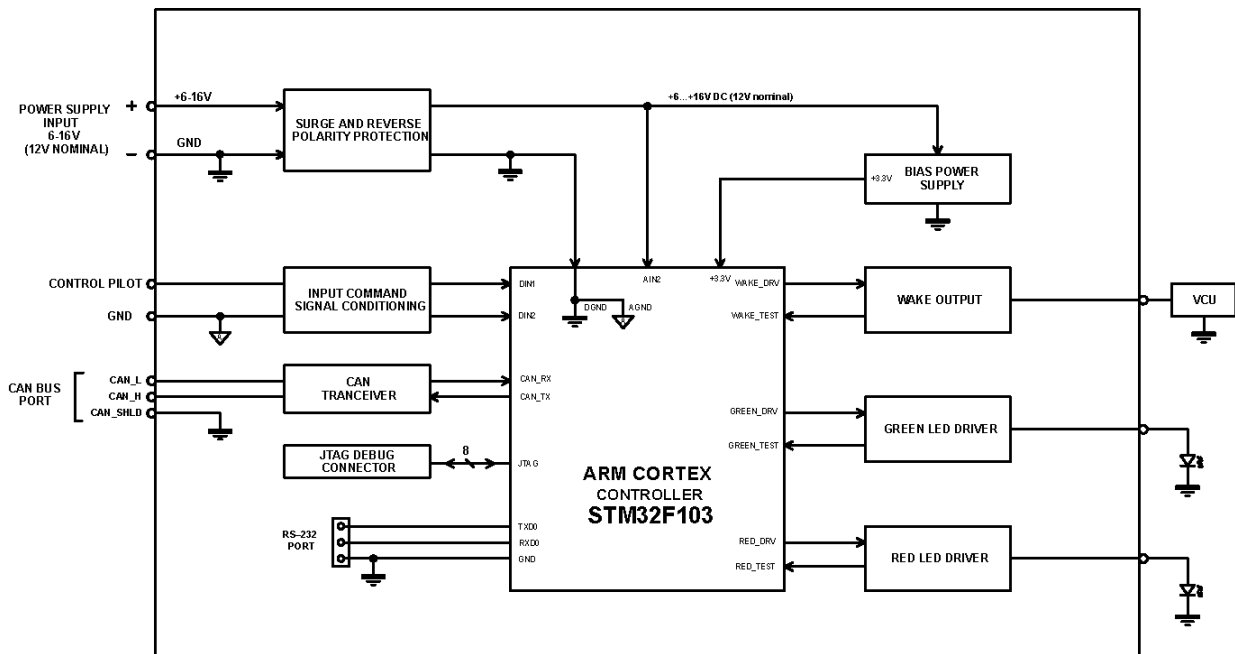 POWER SUPPLY
INPUT
6-16V
(12V NOMINAL)
+
−
+6-16V
GND
SURGE AND REVERSE
POLARITY PROTECTION
+6...+16V DC (12V nominal)
+3.3V
BIAS POWER
SUPPLY
CONTROL PILOT
GND
A
INPUT COMMAND
SIGNAL CONDITIONING
DIN1
DIN2
AIN2
+3.3V
DGND
AGND
A
WAKE_DRV
WAKE_TEST
WAKE OUTPUT
VCU
CAN BUS
PORT
CAN_L
CAN_H
CAN_SHLD
CAN
TRANCEIVER
CAN_RX
CAN_TX
GREEN_DRV
GREEN_TEST
GREEN LED DRIVER
JTAG DEBUG
CONNECTOR
8
JTAG
ARM CORTEX
CONTROLLER
STM32F103
RS-232
PORT
TXD0
RXD0
GND
RED_DRV
RED_TEST
RED LED DRIVER